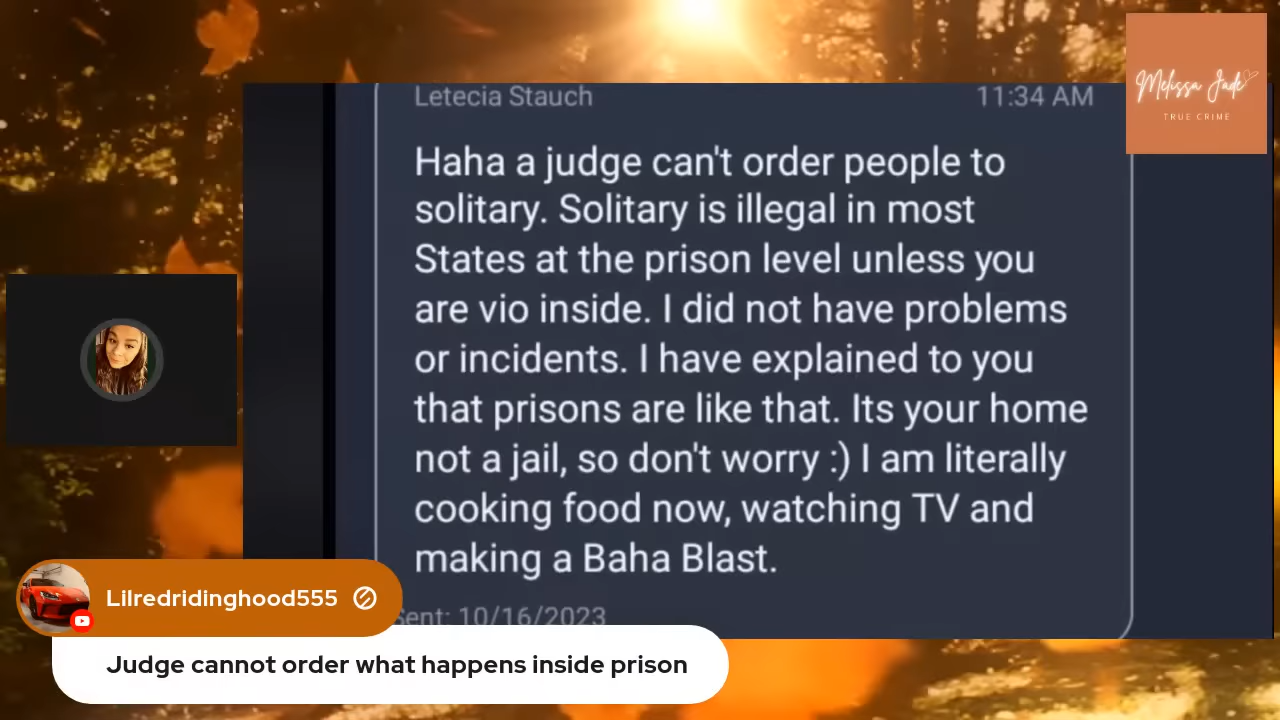 Letecia Stauch
11:34 AM
Haha a judge can't order people to
solitary. Solitary is illegal in most
States at the prison level unless you
are vio inside. I did not have problems
or incidents. I have explained to you
that prisons are like that. Its your home
not a jail, so don't worry :) I am literally
cooking food now, watching TV and
making a Baha Blast.
Sent: 10/16/2023
Melissa Jade
TRUE CRIME
Lilredridinghood555
Judge cannot order what happens inside prison